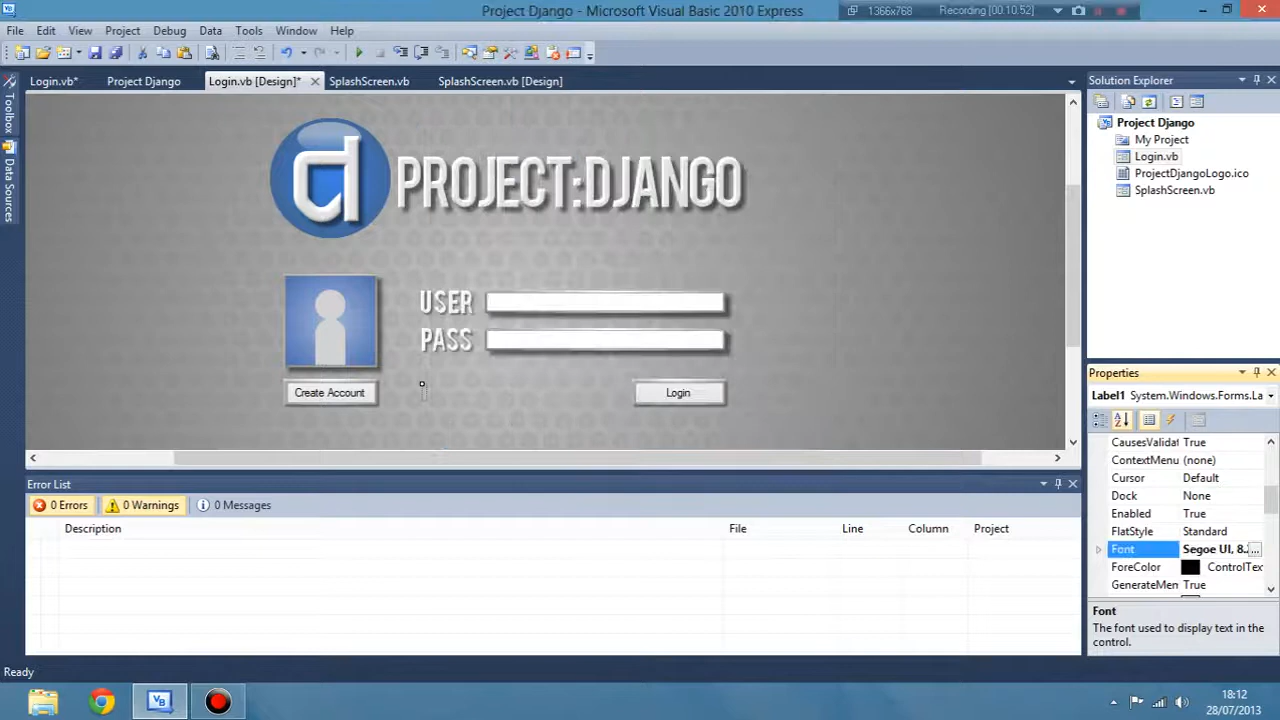 Project Django - Microsoft Visual Basic 2010 Express
1366x768
Recording [00.10.52]
File Edit View Project Debug Data Tools Window Help
Login.vb* Project Django Login.vb [Design]* SplashScreen.vb SplashScreen.vb [Design]
Toolbox
Data Sources
d PROJECT:DJANGO
USER
PASS
Create Account
Login
Solution Explorer
Project Django
My Project
Login.vb
ProjectDjangoLogo.ico
SplashScreen.vb
Properties
Label1 System.Windows.Forms.La
CausesValidat True
ContextMenu (none)
Cursor Default
Dock None
Enabled True
FlatStyle Standard
Font Segoe UI, 8. ...
ForeColor ControlTex
GenerateMem True
Font
The font used to display text in the
control.
Error List
0 Errors 0 Warnings 0 Messages
Description File Line Column Project
Ready
VB
18:12
28/07/2013